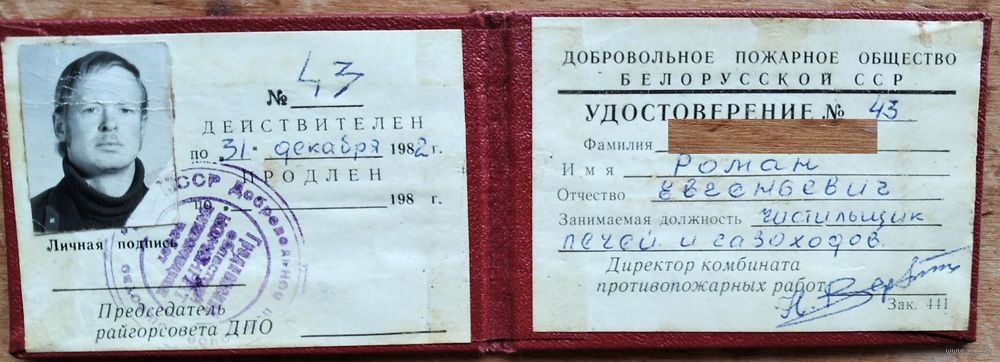 № 43
ДЕЙСТВИТЕЛЕН
по 31 декабря 1982 г.
ПРОДЛЕН
по 198 г.
Личная подпись
Председатель
райгорсовета ДПО
ДОБРОВОЛЬНОЕ ПОЖАРНОЕ ОБЩЕСТВО
БЕЛОРУССКОЙ ССР
УДОСТОВЕРЕНИЕ № 43
Фамилия
Имя Роман
Отчество Евгеньевич
Занимаемая должность чистильщик
печей и газоходов.
Директор комбината
противопожарных работ
Зак. 441